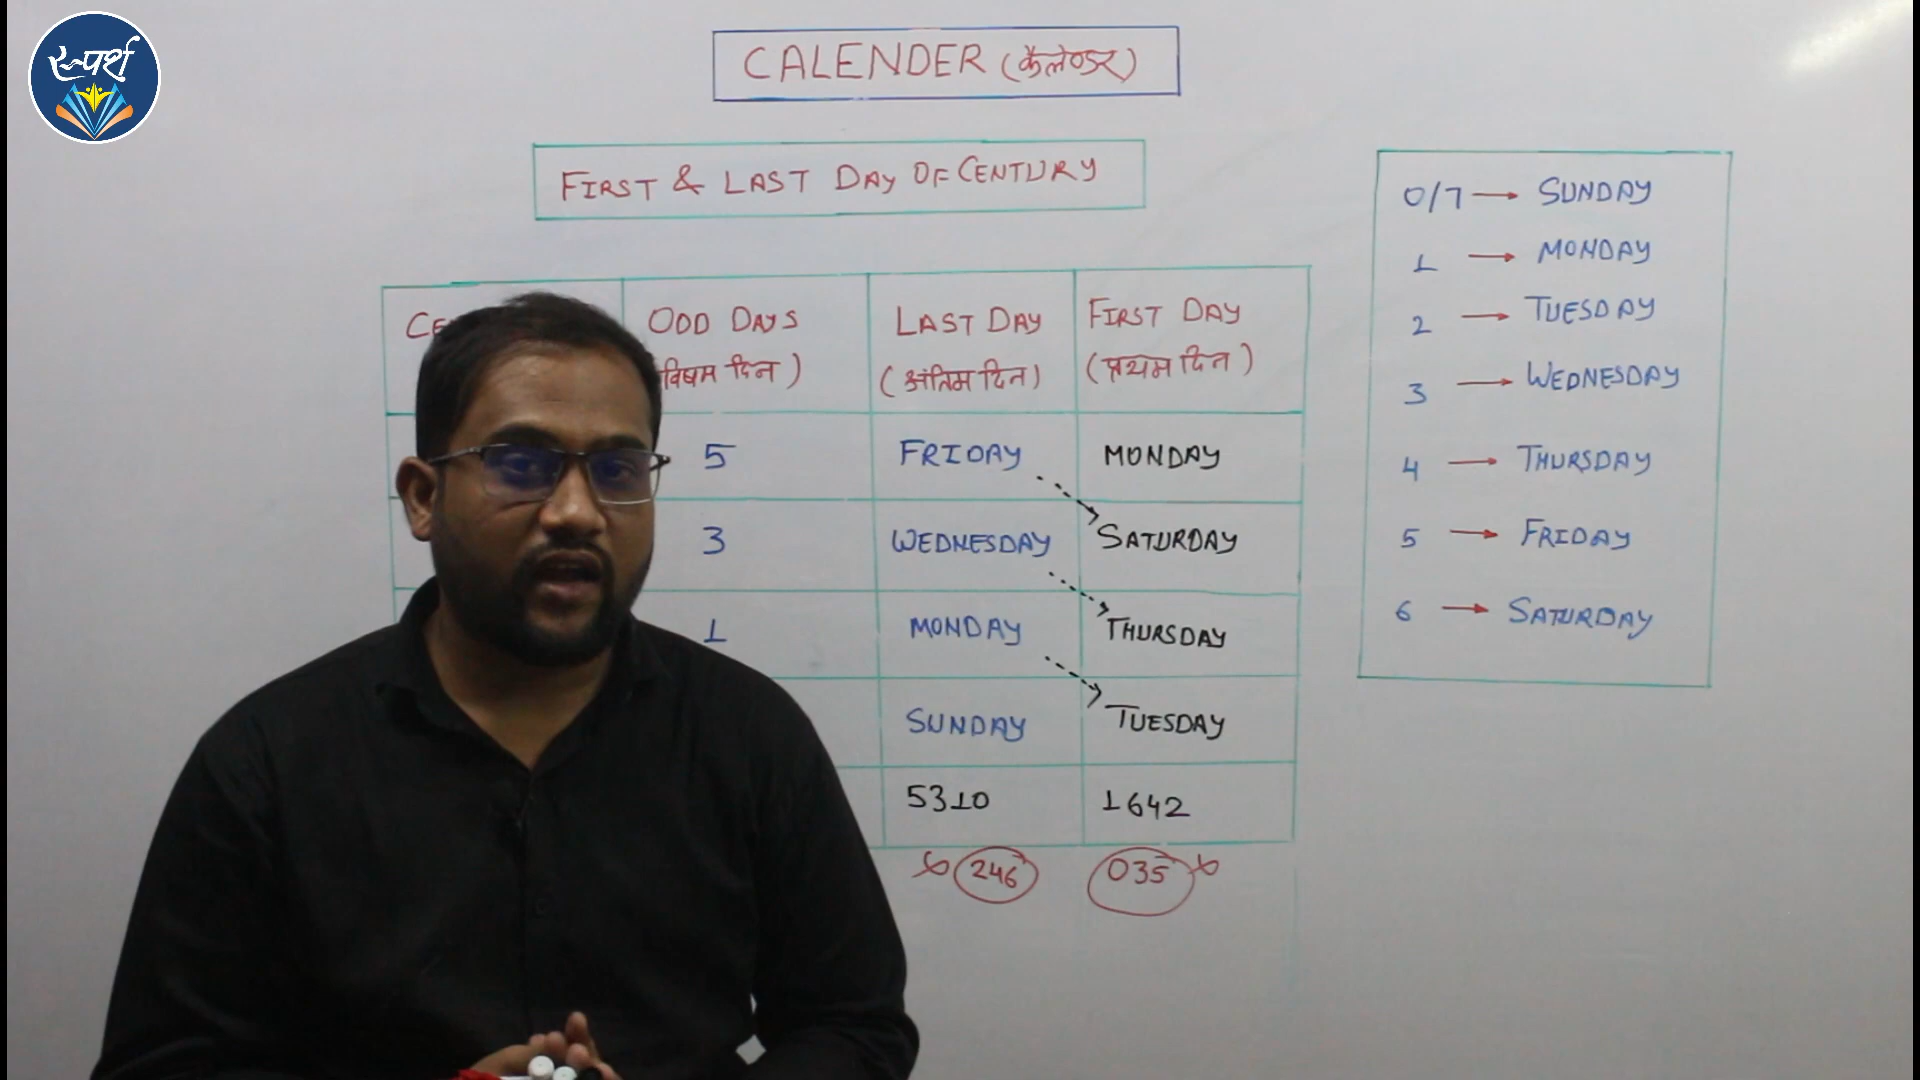 स्पर्श
CALENDER (कैलेण्डर)
FIRST & LAST DAY OF CENTURY
ODD DAYS LAST DAY FIRST DAY
विषम दिन) (अंतिम दिन) (प्रथम दिन)
5 FRIDAY MONDAY
3 WEDNESDAY SATURDAY
1 MONDAY THURSDAY
SUNDAY TUESDAY
5310 1642
246 035
0/7 → SUNDAY
1 → MONDAY
2 → TUESDAY
3 → WEDNESDAY
4 → THURSDAY
5 → FRIDAY
6 → SATURDAY